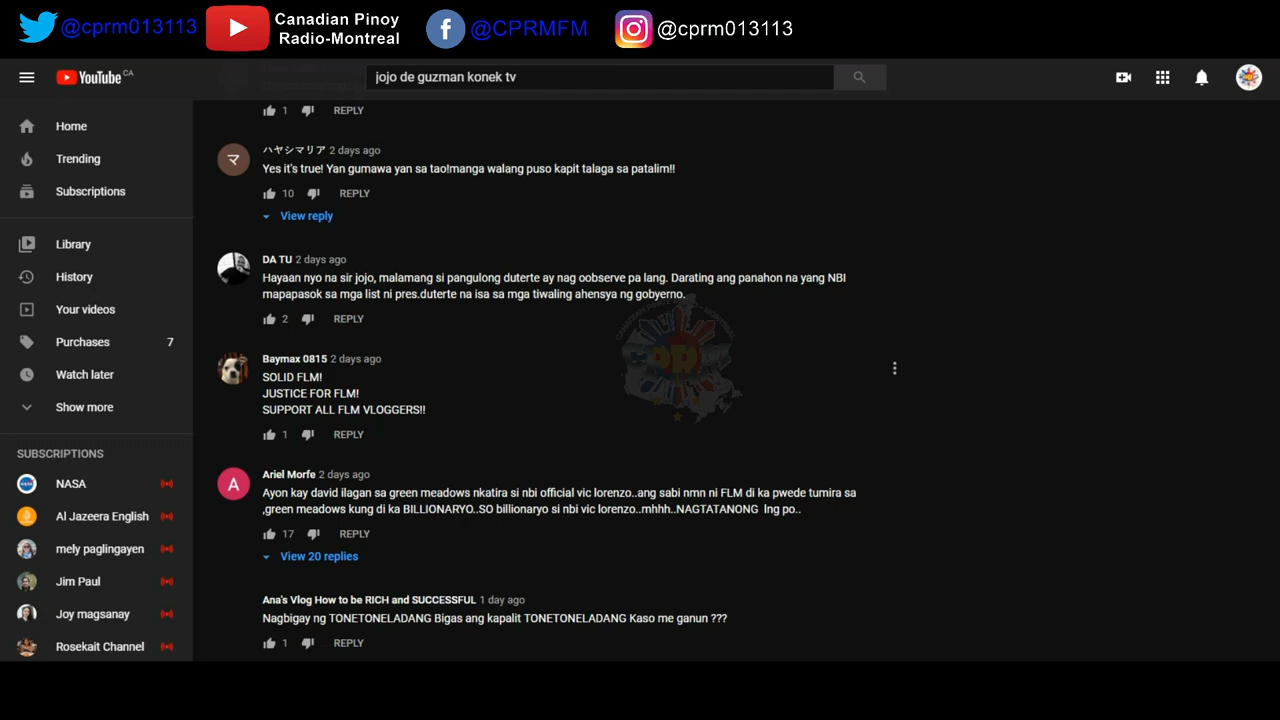 @cprm013113
Canadian Pinoy
Radio-Montreal
@CPRMFM
@cprm013113
YouTube CA
jojo de guzman konek tv
1 REPLY
Home
Trending
Subscriptions
Library
History
Your videos
Purchases 7
Watch later
Show more
SUBSCRIPTIONS
NASA
Al Jazeera English
mely paglingayen
Jim Paul
Joy magsanay
Rosekait Channel
マ
ハヤシマリア 2 days ago
Yes it's true! Yan gumawa yan sa tao!manga walang puso kapit talaga sa patalim!!
10 REPLY
View reply
DA TU 2 days ago
Hayaan nyo na sir jojo, malamang si pangulong duterte ay nag oobserve pa lang. Darating ang panahon na yang NBI
mapapasok sa mga list ni pres.duterte na isa sa mga tiwaling ahensya ng gobyerno.
2 REPLY
Baymax 0815 2 days ago
SOLID FLM!
JUSTICE FOR FLM!
SUPPORT ALL FLM VLOGGERS!!
1 REPLY
A
Ariel Morfe 2 days ago
Ayon kay david ilagan sa green meadows nkatira si nbi official vic lorenzo..ang sabi nmn ni FLM di ka pwede tumira sa
,green meadows kung di ka BILLIONARYO..SO billionaryo si nbi vic lorenzo..mhhh..NAGTATANONG lng po..
17 REPLY
View 20 replies
Ana's Vlog How to be RICH and SUCCESSFUL 1 day ago
Nagbigay ng TONETONELADANG Bigas ang kapalit TONETONELADANG Kaso me ganun ???
1 REPLY